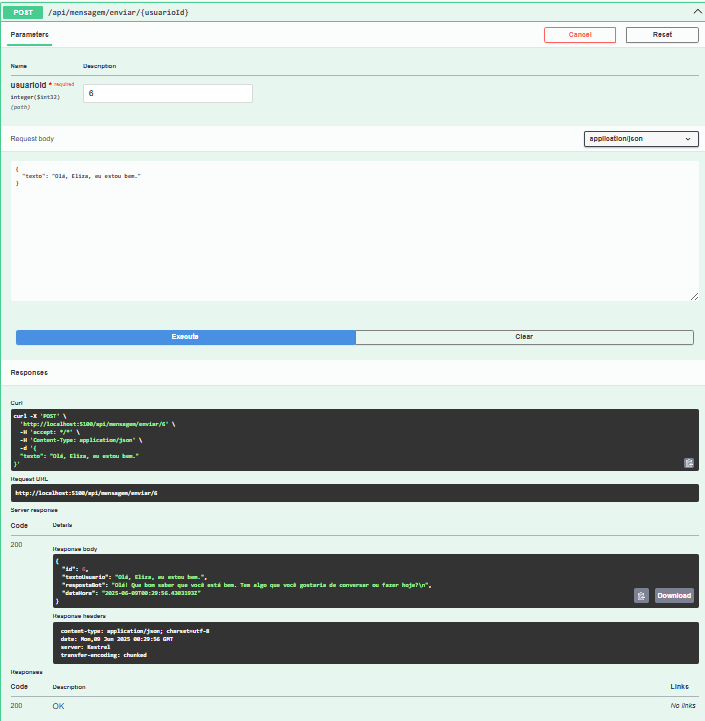 POST /api/mensagem/enviar/{usuarioId}
Parameters
Cancel
Reset
Name Description
usuarioId * required
integer($int32)
(path)
6
Request body
application/json
{
"texto": "Olá, Eliza, eu estou bem."
}
Execute
Clear
Responses
Curl
curl -X 'POST' \
'http://localhost:5100/api/mensagem/enviar/6' \
-H 'accept: */*' \
-H 'Content-Type: application/json' \
-d '{
"texto": "Olá, Eliza, eu estou bem."
}'
Request URL
http://localhost:5100/api/mensagem/enviar/6
Server response
Code Details
200
Response body
{
"id":
"textoUsuario": "Olá, Eliza, eu estou bem.",
"respostaBot": "Olá! Que bom saber que você está bem. Tem algo que você gostaria de conversar ou fazer hoje?\n",
"dataHora": "2025-06-09T00:29:56.4303193Z"
}
Download
Response headers
content-type: application/json; charset=utf-8
date: Mon,09 Jun 2025 00:29:56 GMT
server: Kestrel
transfer-encoding: chunked
Responses
Code Description Links
200 OK No links